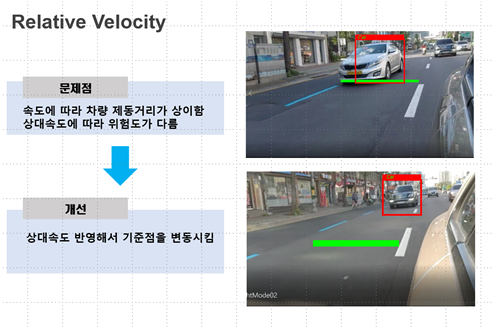 Relative Velocity
문제점
속도에 따라 차량 제동거리가 상이함
상대속도에 따라 위험도가 다름
개선
상대속도 반영해서 기준점을 변동시킴
htMode02